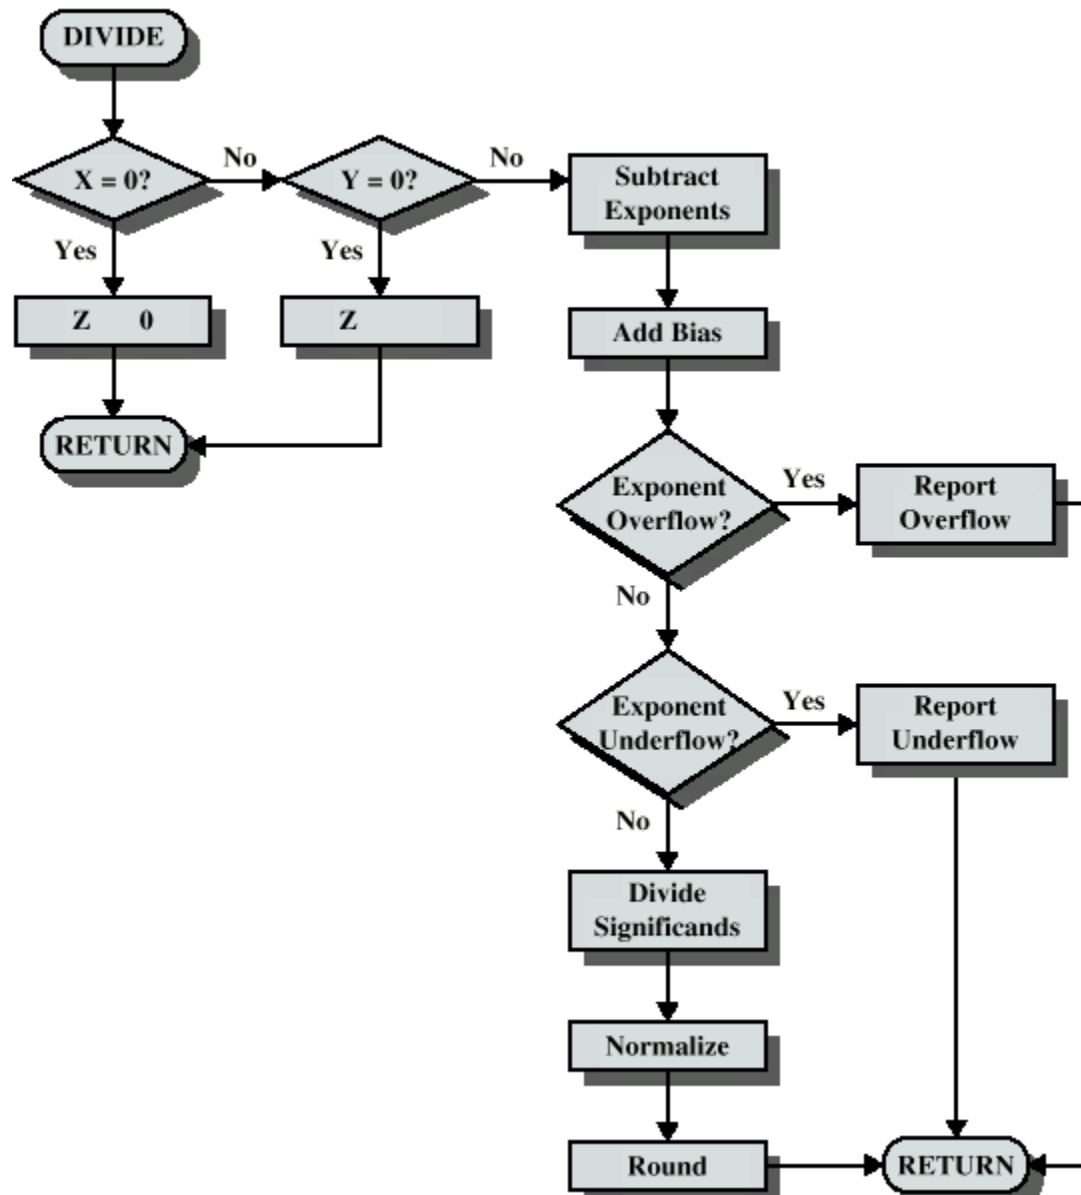 DIVIDE
X = 0?
No
Y = 0?
No
Subtract
Exponents
Yes
Yes
Z 0
Z
Add Bias
RETURN
Exponent
Overflow?
Yes
Report
Overflow
No
Exponent
Underflow?
Yes
Report
Underflow
No
Divide
Significands
Normalize
Round
RETURN